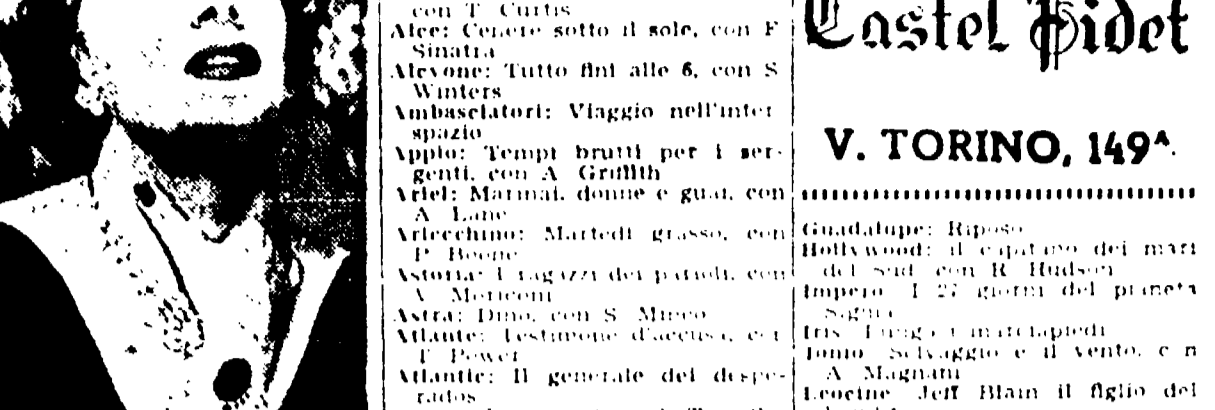 con T Curtis
Alce: Cenere sotto il sole, con F
Sinatra
Alcyone: Tutto finì alle 6, con S
Winters
Ambasciatori: Viaggio nell'inter
spazio
Appio: Tempi brutti per i ser-
genti, con A Griffith
Ariel: Marinai, donne e guai, con
A Lane
Arlecchino: Martedì grasso, con
P Boone
Astoria: I ragazzi dei parioli, con
A
Astra: Dino, con S Mineo
Atlante: Testimone d'accusa, con
T Power
Atlantic: Il generale dei despe-
rados
Castel Fidet
V. TORINO, 149A.
Guadalupe: Riposo
Hollywood: il capitano dei mari
del sud con R Hudson
Impero I 27 giorni del pianeta
Sigma
Iris Lungo i marciapiedi
Ionio Selvaggio e il vento, c n
A Magnani
Leocine Jeff Blain il figlio del